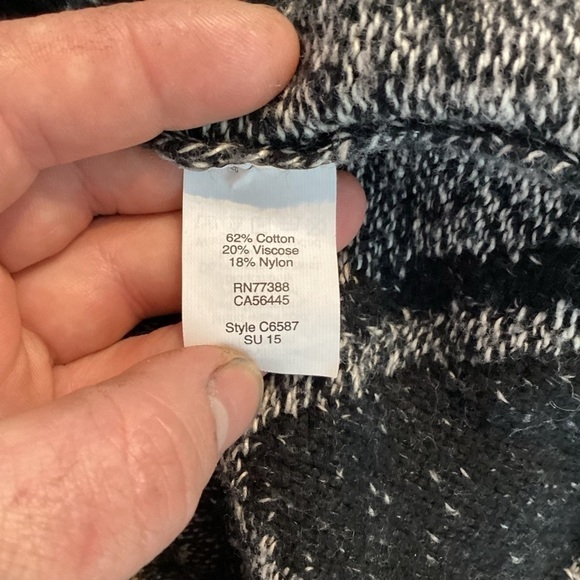 62% Cotton
20% Viscose
18% Nylon
RN77388
CA56445
Style C6587
SU 15